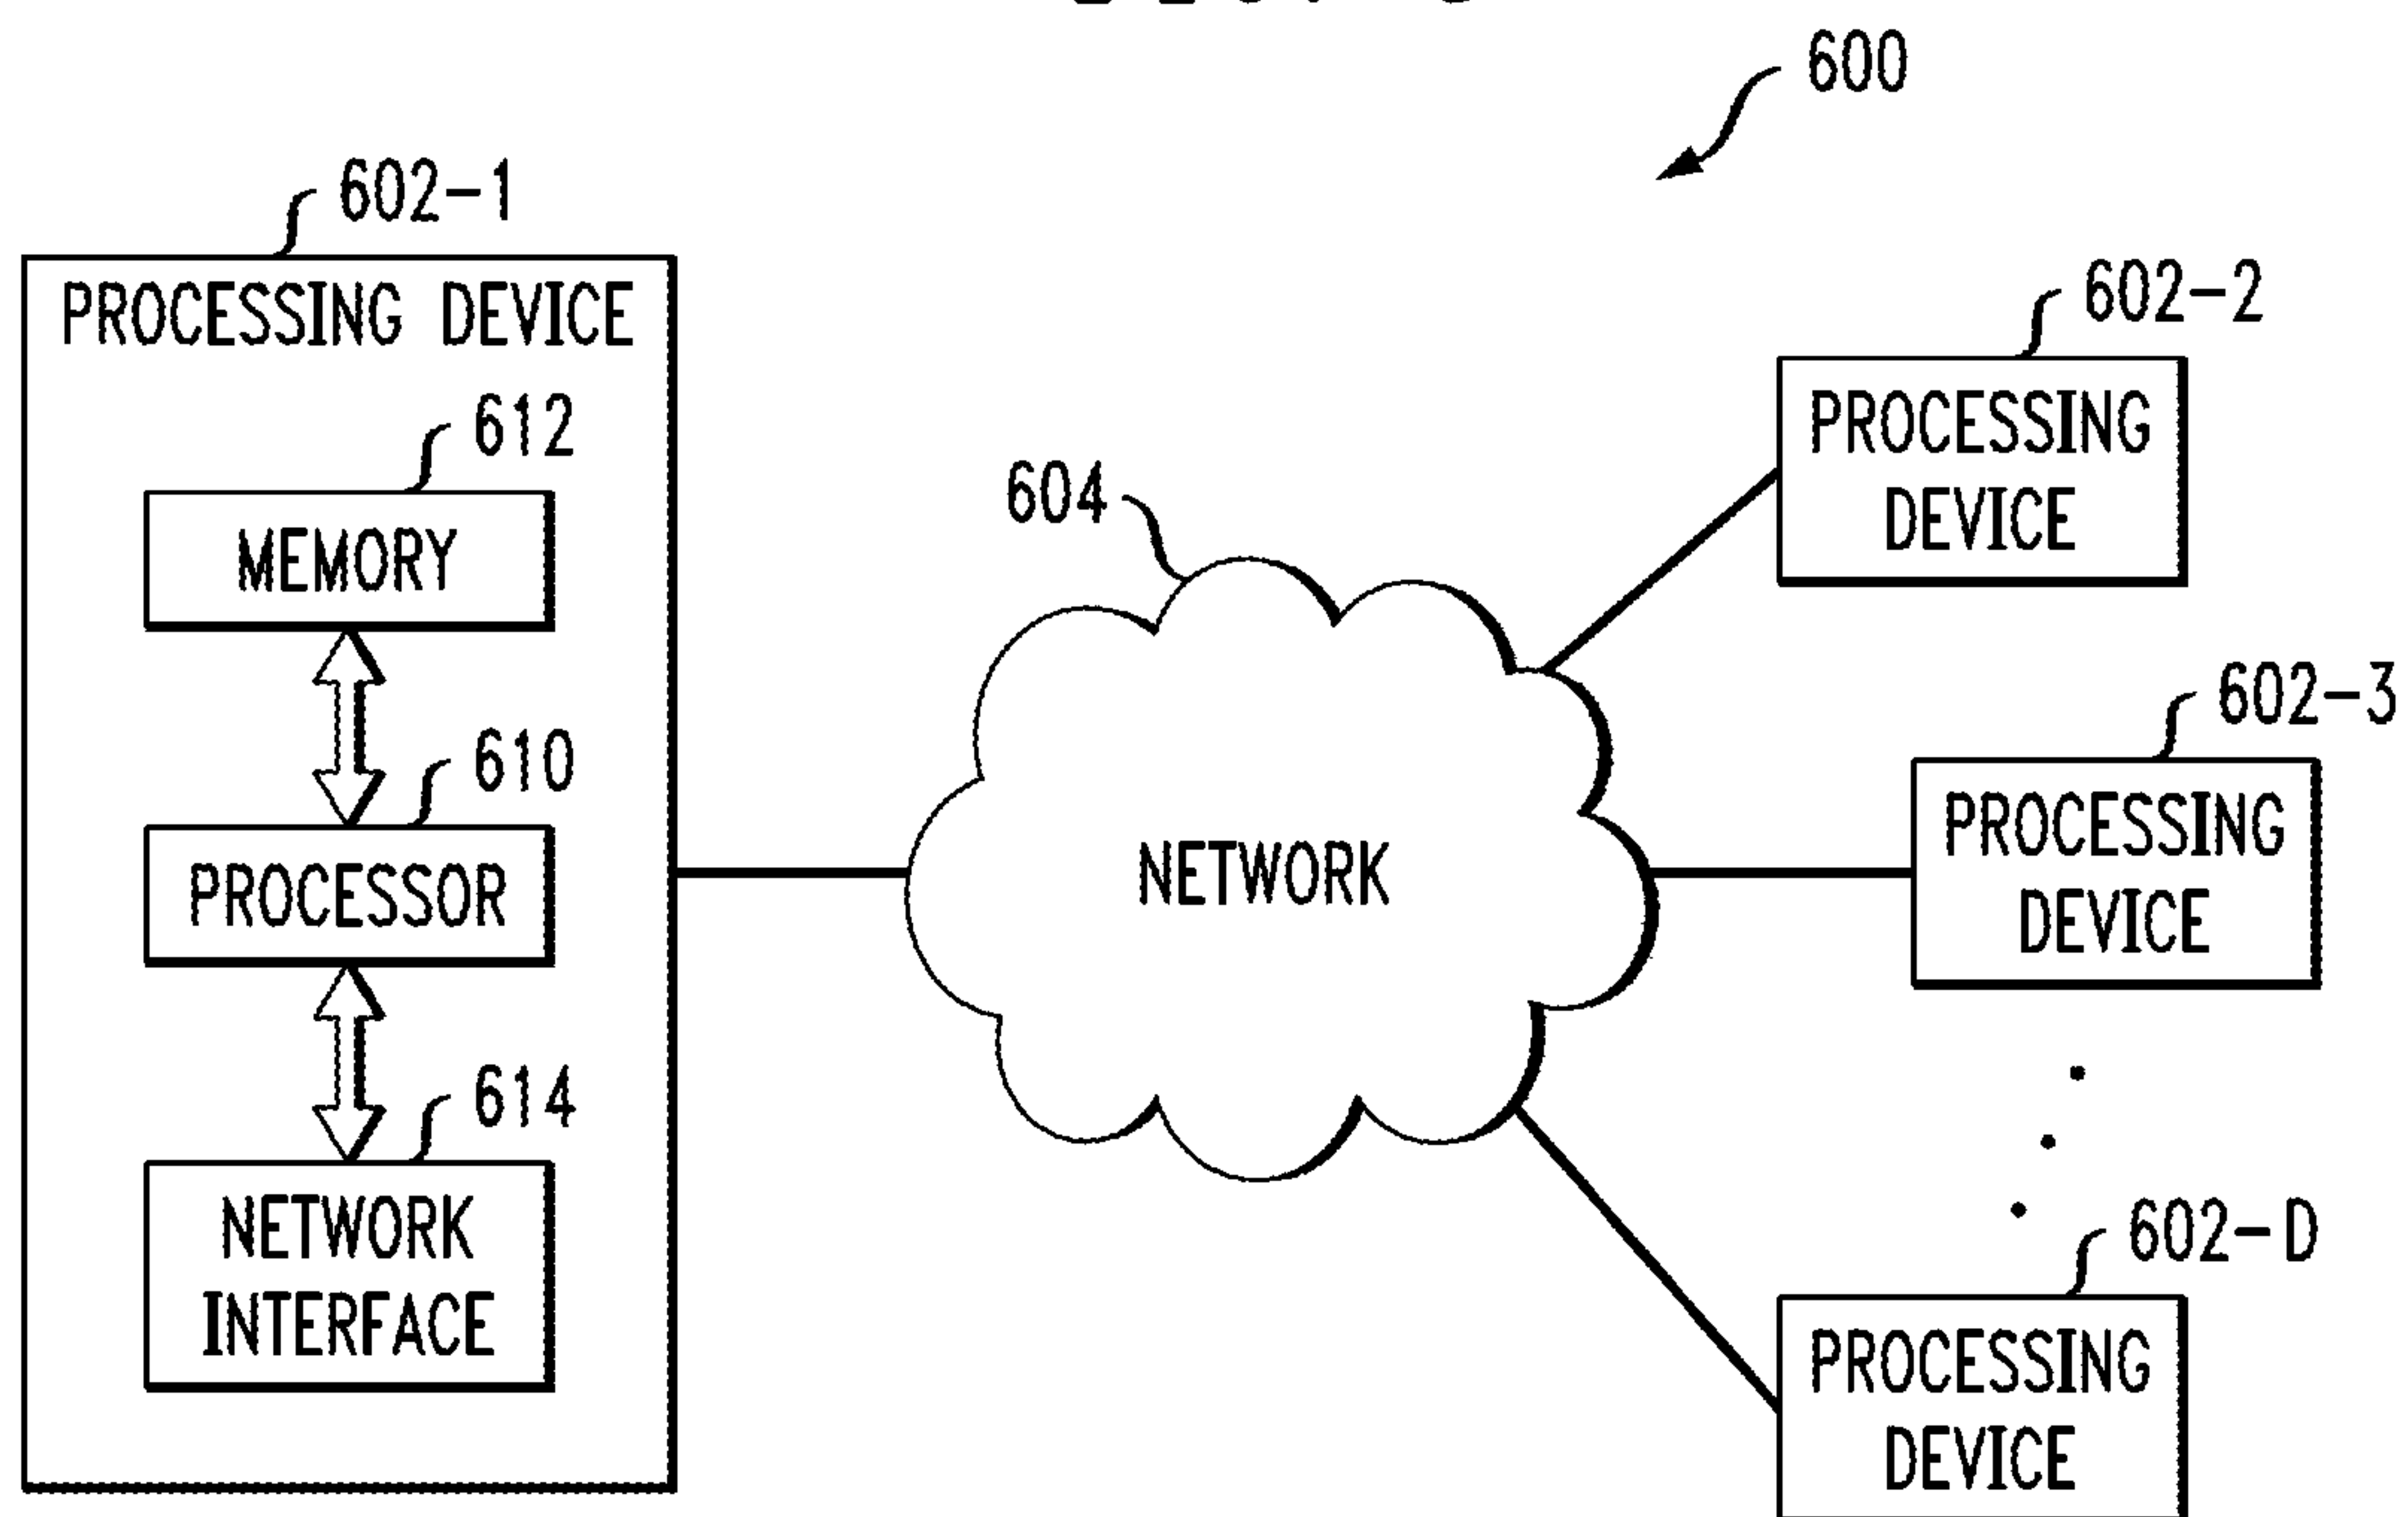 600
602-1
PROCESSING DEVICE
612
MEMORY
610
PROCESSOR
614
NETWORK
INTERFACE
604
NETWORK
602-2
PROCESSING
DEVICE
602-3
PROCESSING
DEVICE
602-D
PROCESSING
DEVICE